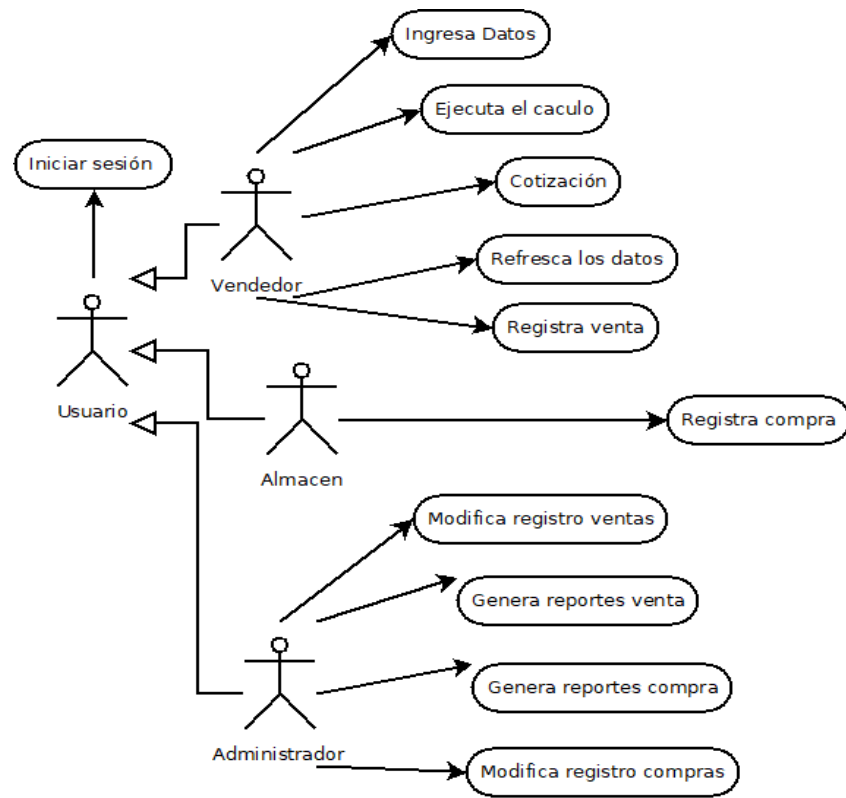 Ingresa Datos
Ejecuta el caculo
Iniciar sesión
Cotización
Refresca los datos
Vendedor
Registra venta
Usuario
Registra compra
Almacen
Modifica registro ventas
Genera reportes venta
Genera reportes compra
Administrador
Modifica registro compras